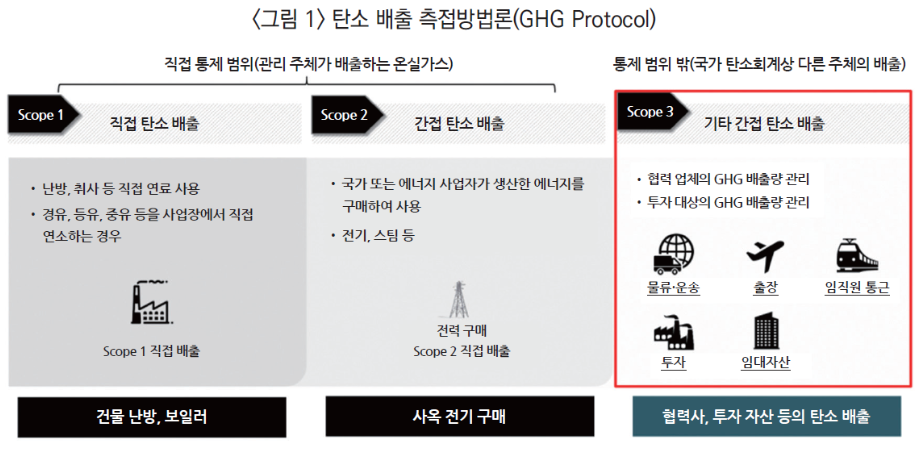 <그림 1> 탄소 배출 측접방법론(GHG Protocol)
직접 통제 범위(관리 주체가 배출하는 온실가스)
통제 범위 밖(국가 탄소회계상 다른 주체의 배출)
Scope 1
직접 탄소 배출
Scope 2
간접 탄소 배출
Scope 3
기타 간접 탄소 배출
• 난방, 취사 등 직접 연료 사용
• 경유, 등유, 중유 등을 사업장에서 직접
연소하는 경우
Scope 1 직접 배출
• 국가 또는 에너지 사업자가 생산한 에너지를
구매하여 사용
• 전기, 스팀 등
전력 구매
Scope 2 직접 배출
• 협력 업체의 GHG 배출량 관리
• 투자 대상의 GHG 배출량 관리
물류·운송
출장
임직원 통근
투자
임대자산
건물 난방, 보일러
사옥 전기 구매
협력사, 투자 자산 등의 탄소 배출